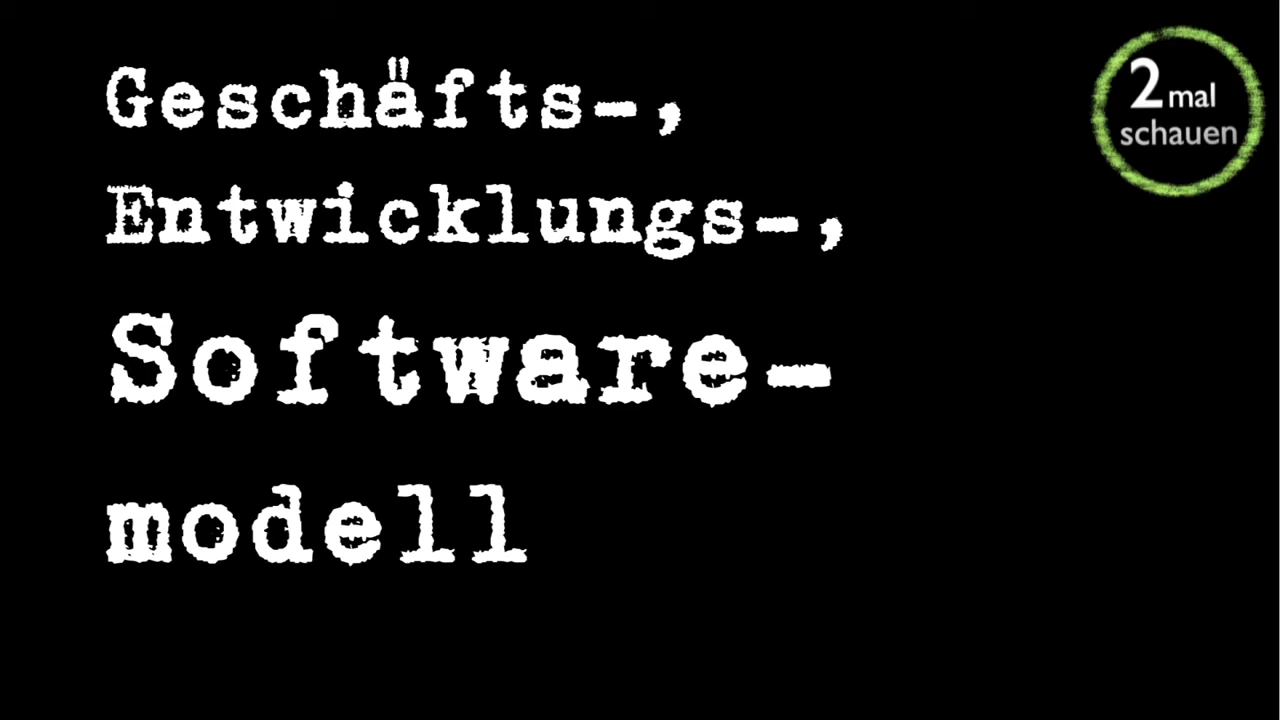 Geschäfts-,
Entwicklungs-,
Software-
modell
2 mal
schauen